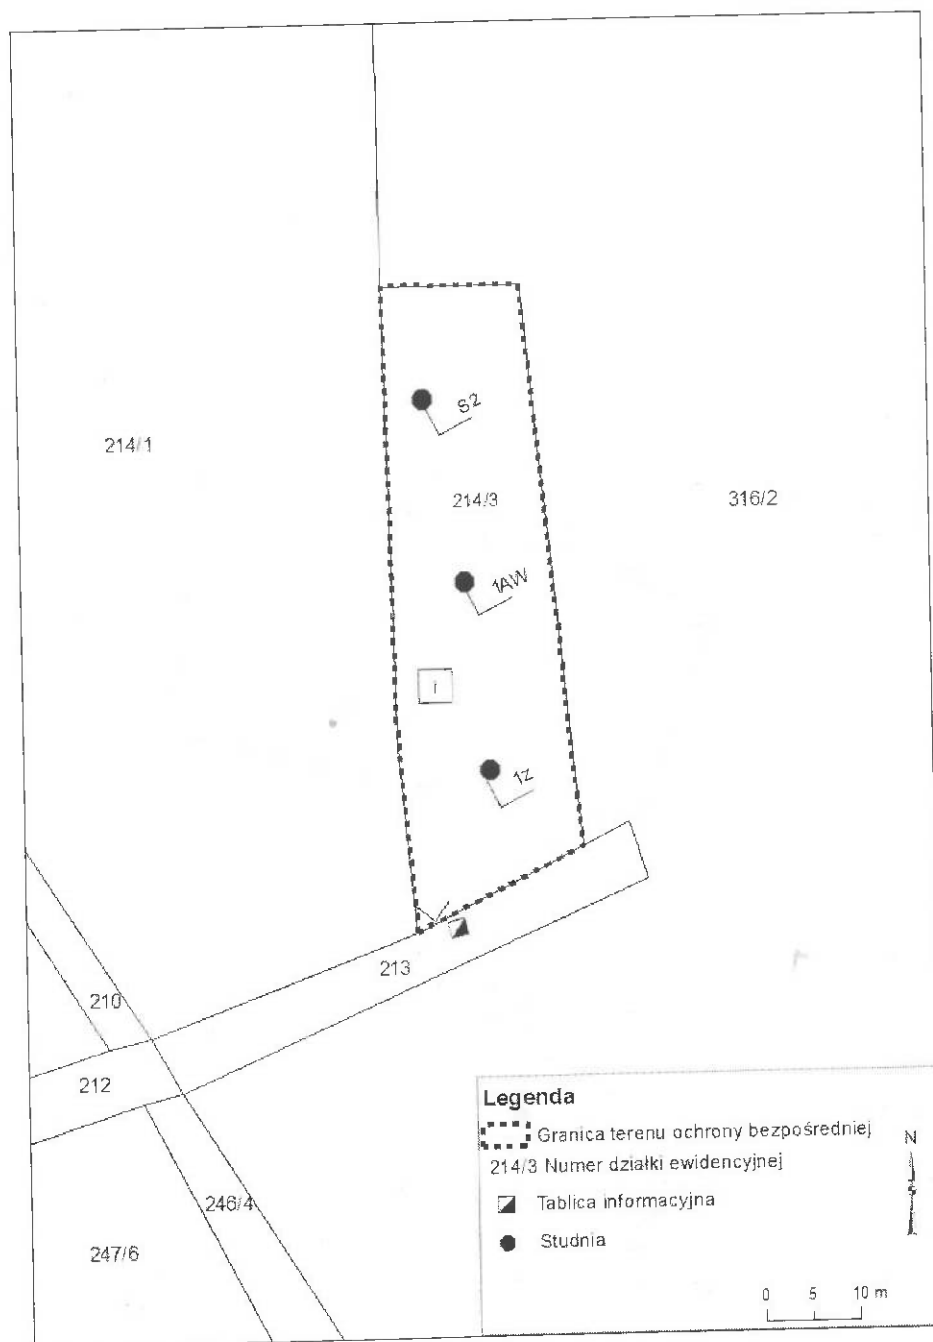 S2
214/1
214/3
316/2
1AW
i
1z
213
210
212
246/4
247/6
Legenda
Granica terenu ochrony bezpośredniej
214/3 Numer działki ewidencyjnej
Tablica informacyjna
Studnia
N
0 5 10 m